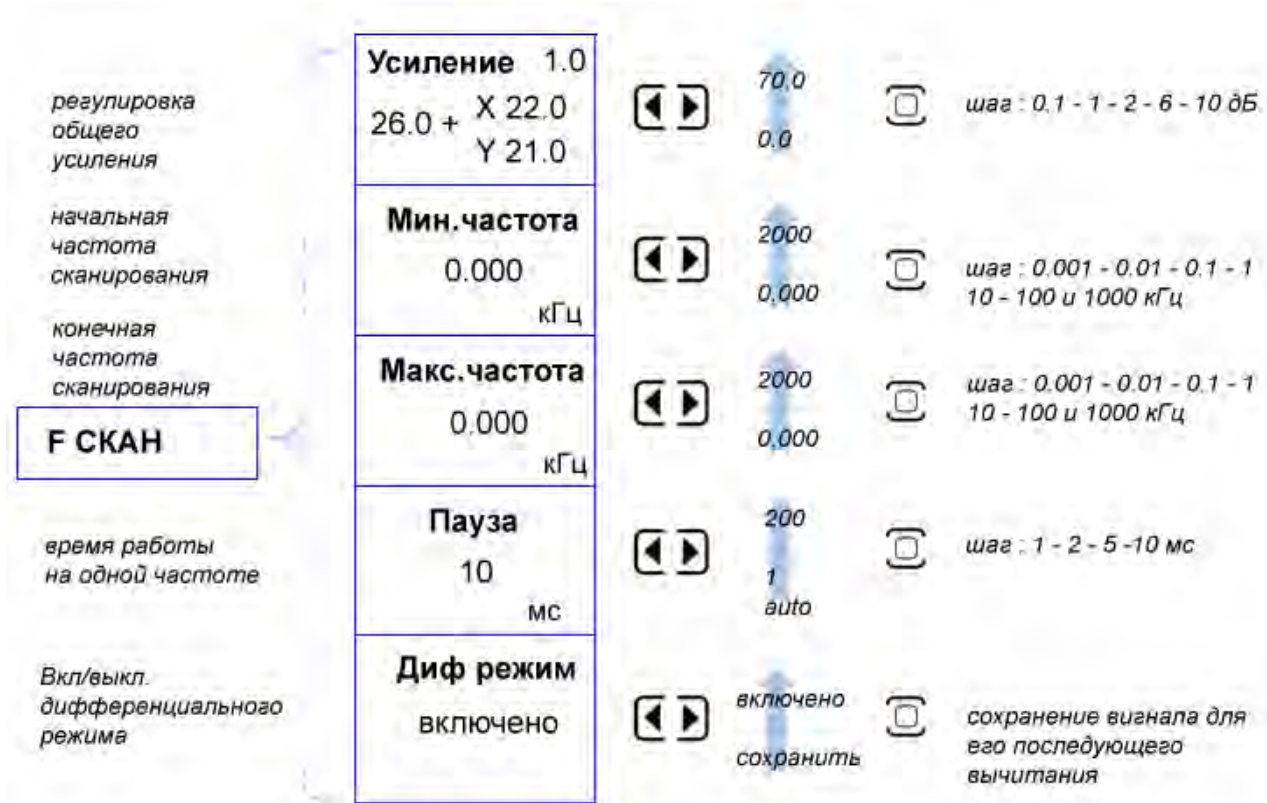 регулировка
общего
усиления
Усиление 1.0
26.0 + X 22.0
Y 21.0
70,0
0.0
шаг : 0.1 - 1 - 2 - 6 - 10 дБ
начальная
частота
сканирования
Мин.частота
0.000
кГц
2000
0,000
шаг : 0.001 - 0.01 - 0.1 - 1
10 - 100 и 1000 кГц
конечная
частота
сканирования
Макс.частота
0.000
кГц
2000
0,000
шаг : 0.001 - 0.01 - 0.1 - 1
10 - 100 и 1000 кГц
F СКАН
время работы
на одной частоте
Пауза
10
мс
200
1
auto
шаг : 1 - 2 - 5 -10 мс
Вкл/выкл.
дифференциального
режима
Диф режим
включено
включено
сохранить
сохранение вигнала для
его последующего
вычитания